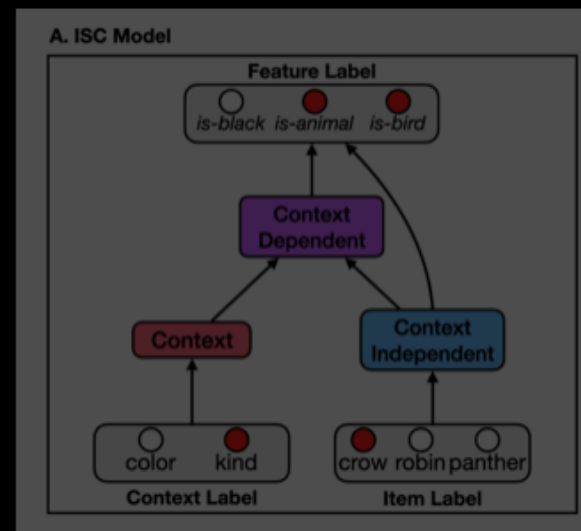 A. ISC Model
Feature Label
is-black is-animal is-bird
Context
Dependent
Context
Context
Independent
color kind
crow robin panther
Context Label
Item Label